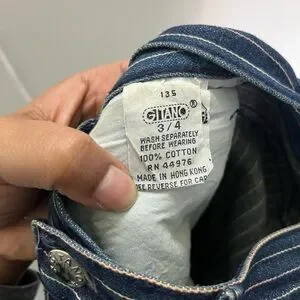 135
GITANO®
3/4
WASH SEPARATELY
BEFORE WEARING
100% COTTON
RN 44976
MADE IN HONG KONG
SEE REVERSE FOR CAR